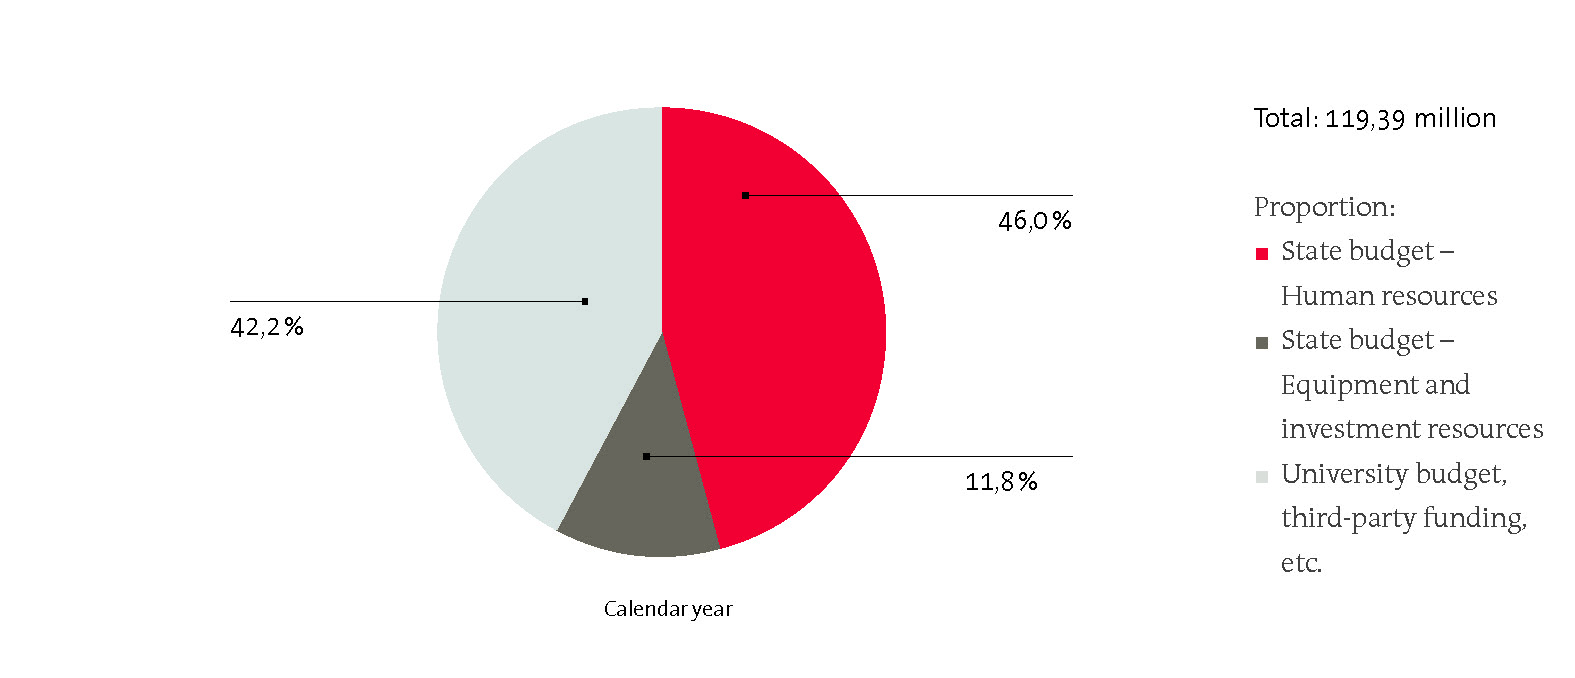 Total: 119,39 million
46,0 %
Proportion:
State budget –
Human resources
42,2 %
State budget –
Equipment and
investment resources
11,8 %
University budget,
third-party funding,
etc.
Calendar year